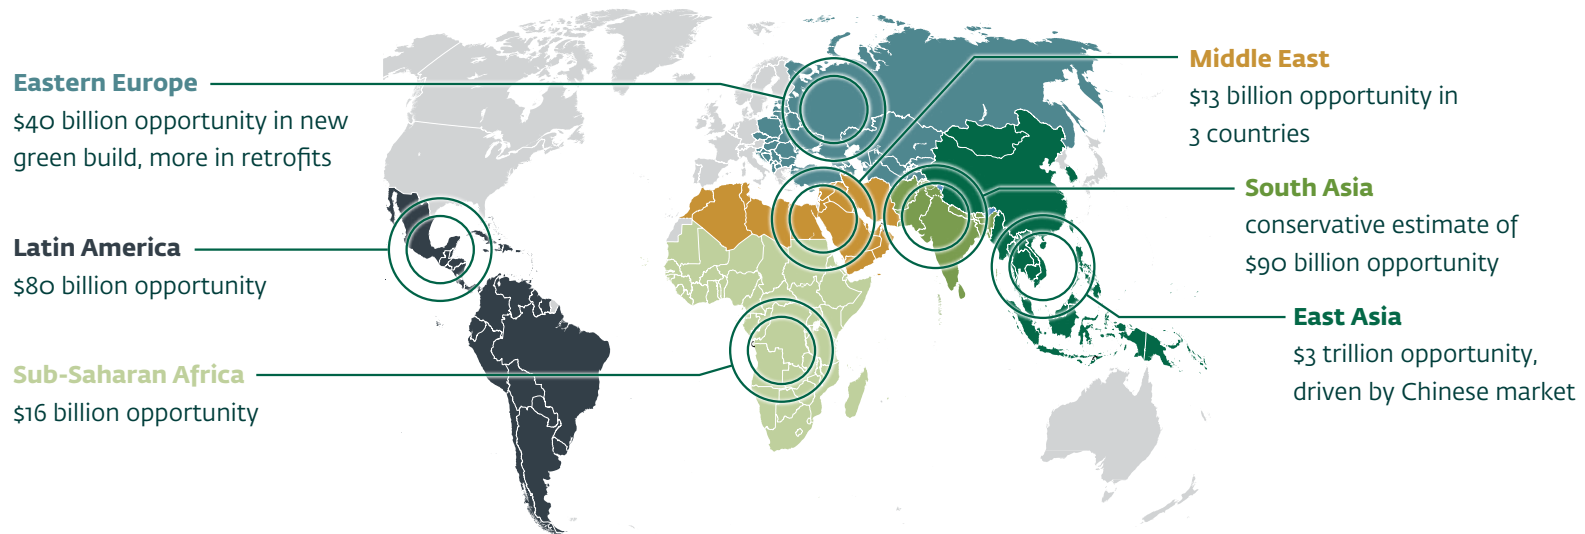 Eastern Europe
$40 billion opportunity in new
green build, more in retrofits
Latin America
$80 billion opportunity
Sub-Saharan Africa
$16 billion opportunity
Middle East
$13 billion opportunity in
3 countries
South Asia
conservative estimate of
$90 billion opportunity
East Asia
$3 trillion opportunity,
driven by Chinese market